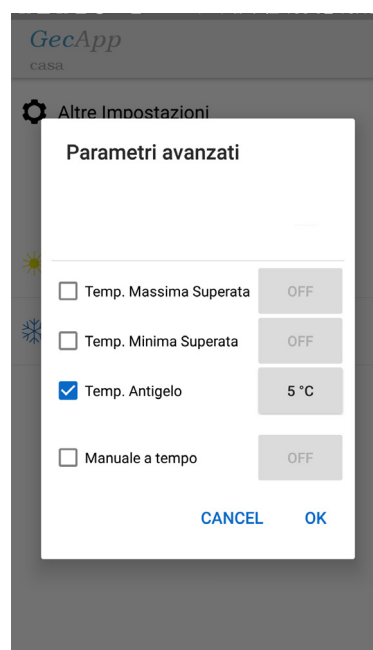 GecApp
casa
Altre Impostazioni
Parametri avanzati
Temp. Massima Superata OFF
Temp. Minima Superata OFF
Temp. Antigelo 5 °C
Manuale a tempo OFF
CANCEL OK